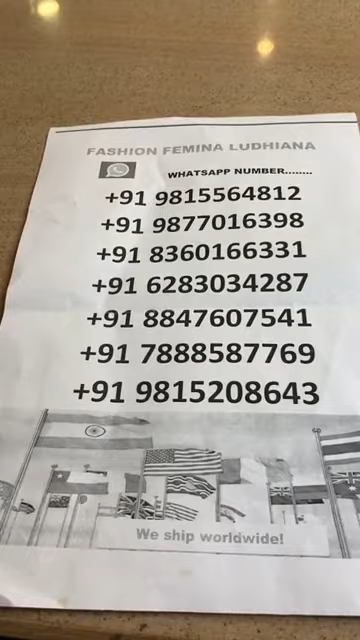 FASHION FEMINA LUDHIANA
WHATSAPP NUMBER........
+91 9815564812
+91 9877016398
+91 8360166331
+91 6283034287
+91 8847607541
+91 7888587769
+91 9815208643
We ship worldwide!